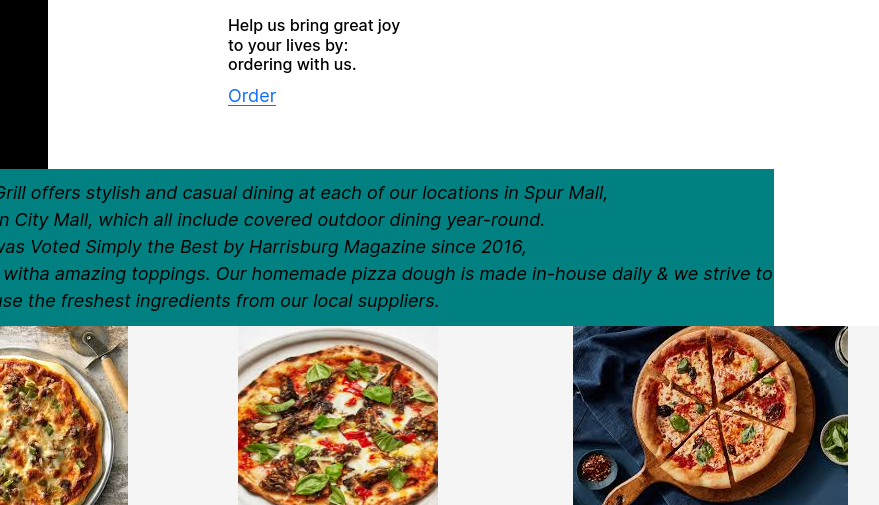 Help us bring great joy
to your lives by:
ordering with us.
Order
Grill offers stylish and casual dining at each of our locations in Spur Mall,
n City Mall, which all include covered outdoor dining year-round.
was Voted Simply the Best by Harrisburg Magazine since 2016,
witha amazing toppings. Our homemade pizza dough is made in-house daily & we strive to
use the freshest ingredients from our local suppliers.